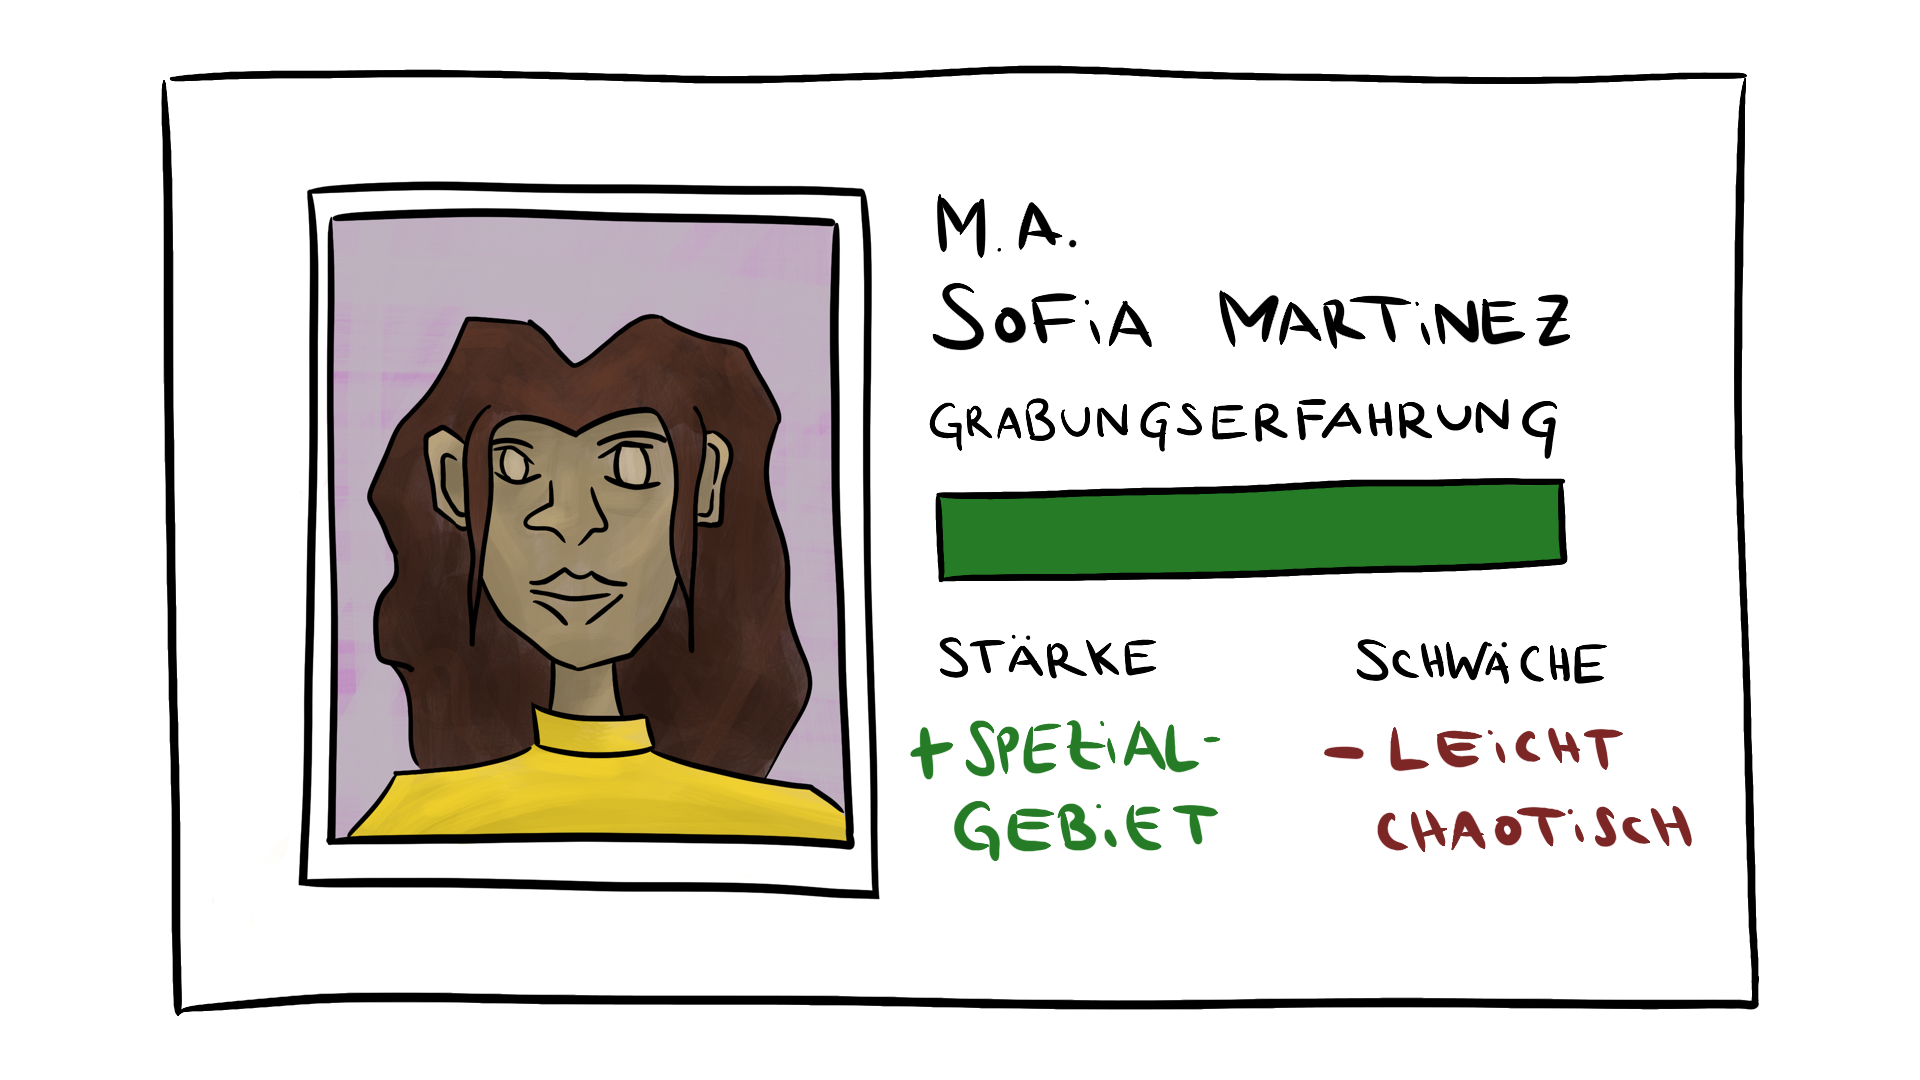 M.A.
SOFIA MARTINEZ
GRABUNGSERFAHRUNG
STÄRKE
+ SPEZIAL-
GEBIET
SCHWÄCHE
- LEICHT
CHAOTISCH